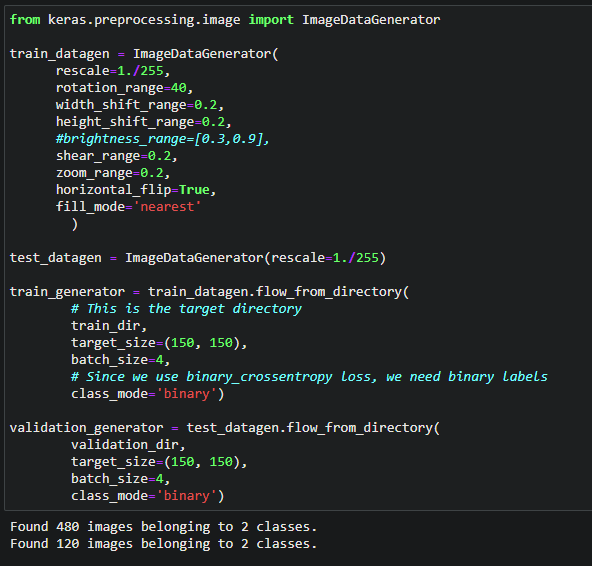 from keras.preprocessing.image import ImageDataGenerator
train_datagen = ImageDataGenerator(
rescale=1./255,
rotation_range=40,
width_shift_range=0.2,
height_shift_range=0.2,
#brightness_range=[0.3,0.9],
shear_range=0.2,
zoom_range=0.2,
horizontal_flip=True,
fill_mode='nearest'
)
test_datagen = ImageDataGenerator(rescale=1./255)
train_generator = train_datagen.flow_from_directory(
# This is the target directory
train_dir,
target_size=(150, 150),
batch_size=4,
# Since we use binary_crossentropy loss, we need binary labels
class_mode='binary')
validation_generator = test_datagen.flow_from_directory(
validation_dir,
target_size=(150, 150),
batch_size=4,
class_mode='binary')
Found 480 images belonging to 2 classes.
Found 120 images belonging to 2 classes.